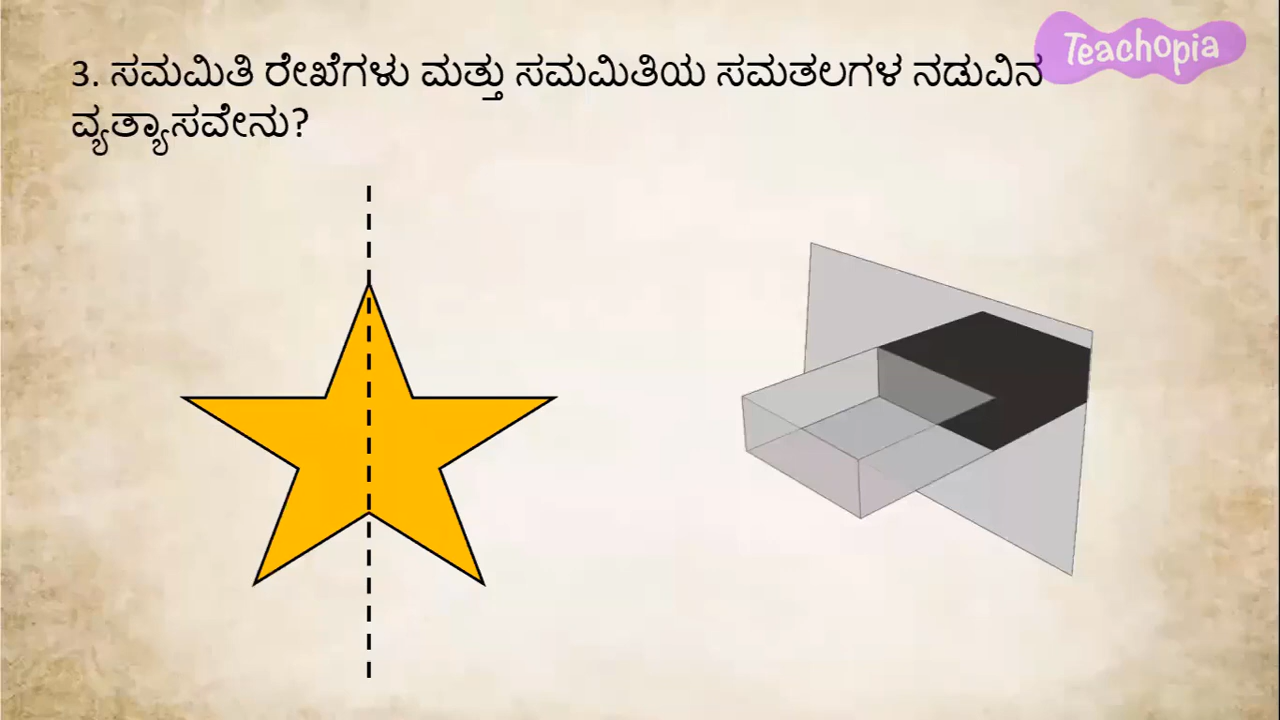 3. ಸಮಮಿತಿ ರೇಖೆಗಳು ಮತ್ತು ಸಮಮಿತಿಯ ಸಮತಲಗಳ ನಡುವಿನ
ವ್ಯತ್ಯಾಸವೇನು?
Teachopia